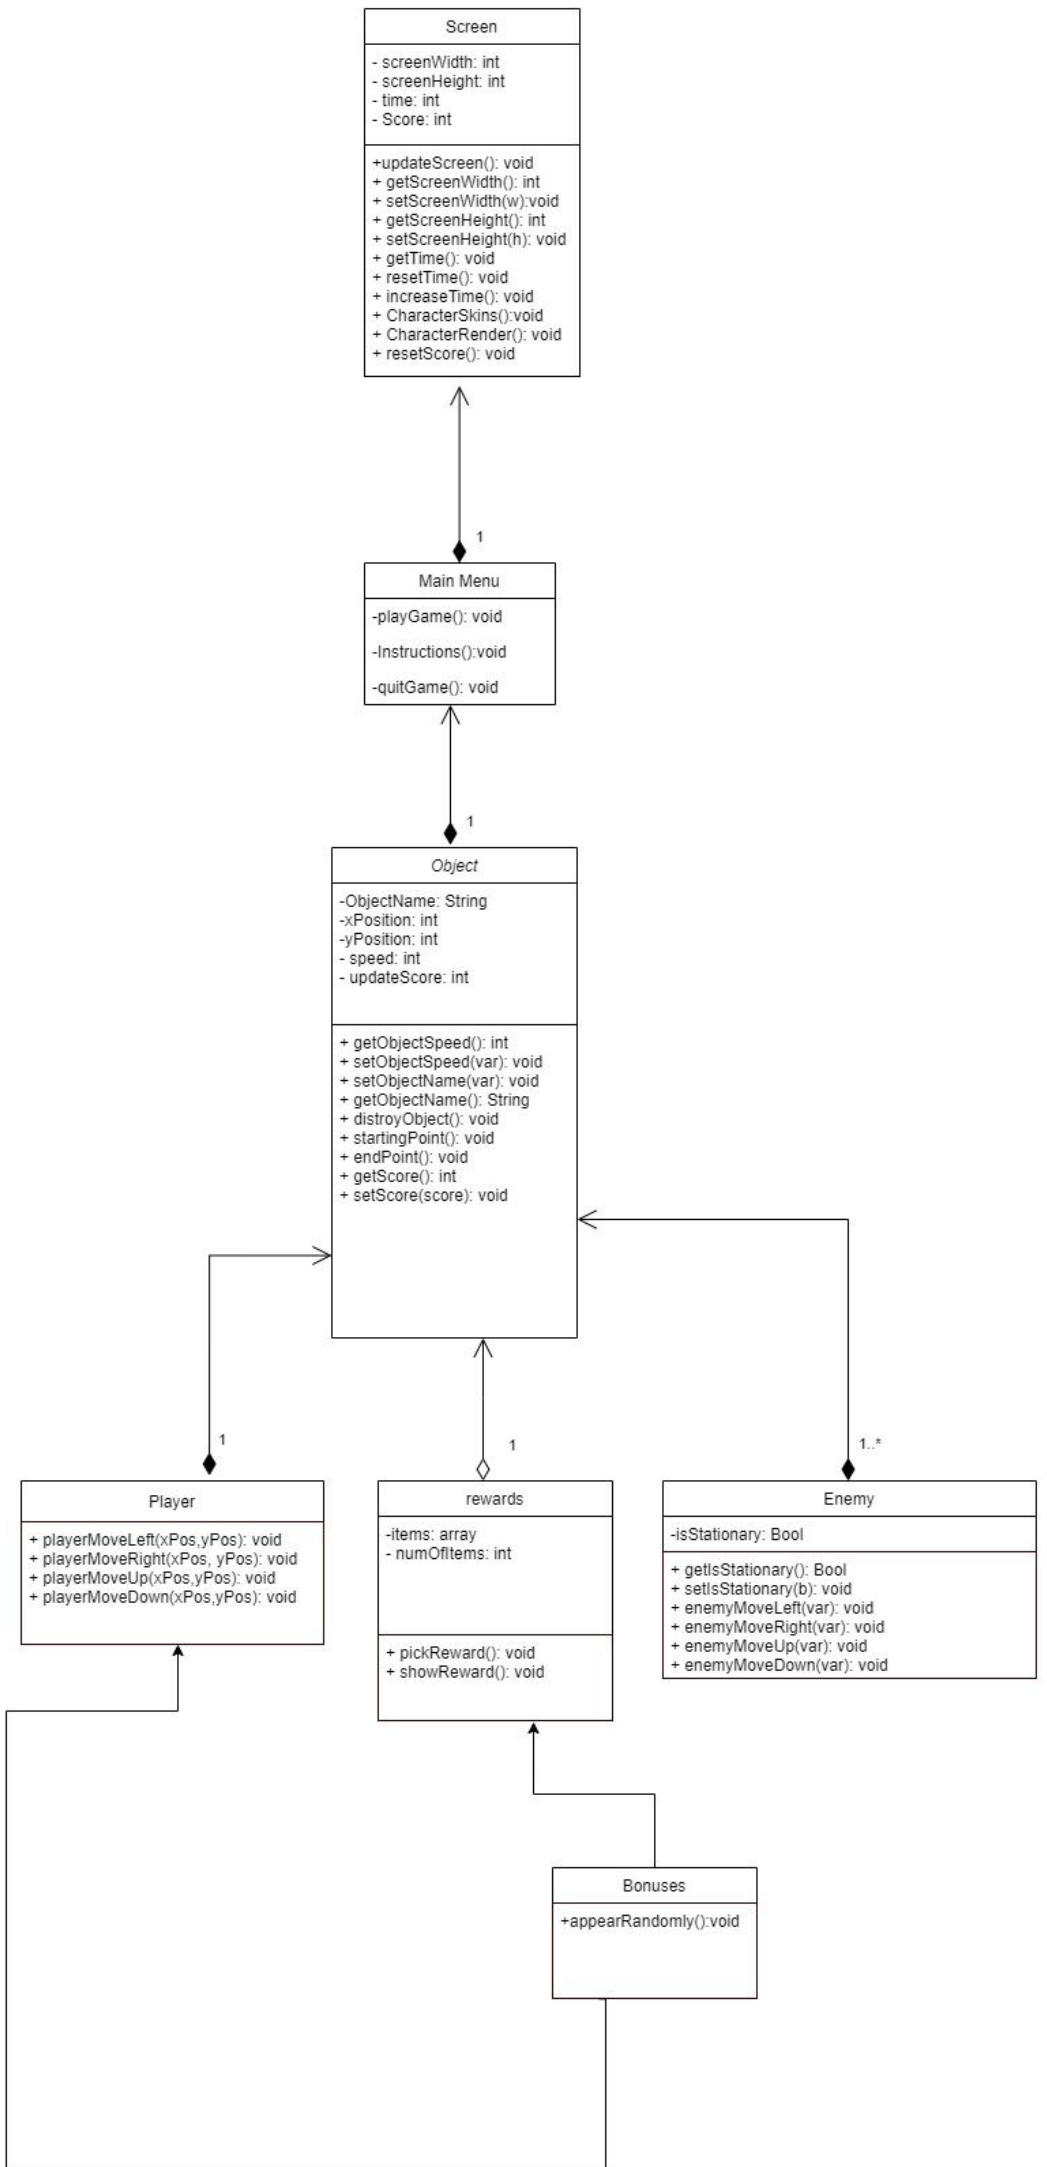 Screen
- screenWidth: int
- screenHeight: int
- time: int
- Score: int
+updateScreen(): void
+ getScreenWidth(): int
+ setScreenWidth(w):void
+ getScreenHeight(): int
+ setScreenHeight(h): void
+ getTime(): void
+ resetTime(): void
+ increaseTime(): void
+ CharacterSkins():void
+ CharacterRender(): void
+ resetScore(): void
1
Main Menu
-playGame(): void
-Instructions():void
-quitGame(): void
1
Object
-ObjectName: String
-xPosition: int
-yPosition: int
- speed: int
- updateScore: int
+ getObjectSpeed(): int
+ setObjectSpeed(var): void
+ setObjectName(var): void
+ getObjectName(): String
+ distroyObject(): void
+ startingPoint(): void
+ endPoint(): void
+ getScore(): int
+ setScore(score): void
1
Player
+ playerMoveLeft(xPos,yPos): void
+ playerMoveRight(xPos, yPos): void
+ playerMoveUp(xPos,yPos): void
+ playerMoveDown(xPos,yPos): void
1
rewards
-items: array
- numOfItems: int
+ pickReward(): void
+ showReward(): void
1..*
Enemy
-isStationary: Bool
+ getIsStationary(): Bool
+ setIsStationary(b): void
+ enemyMoveLeft(var): void
+ enemyMoveRight(var): void
+ enemyMoveUp(var): void
+ enemyMoveDown(var): void
Bonuses
+appearRandomly():void